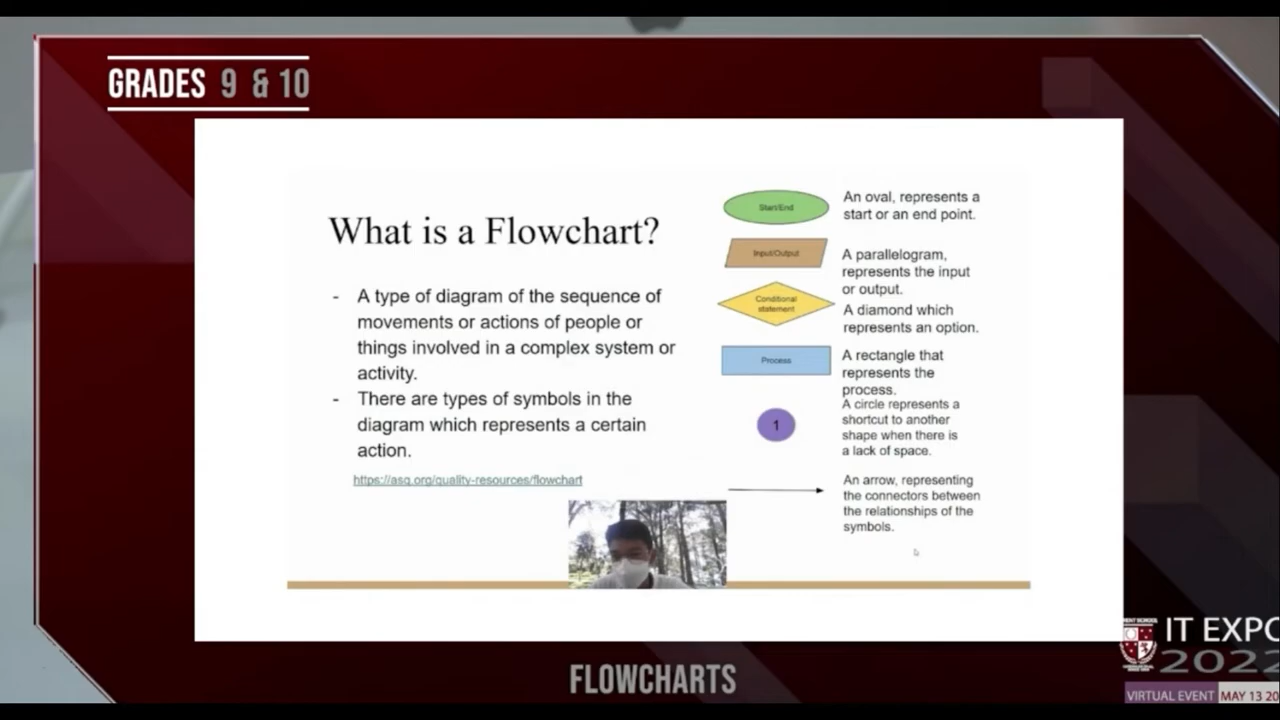 GRADES 9 & 10
What is a Flowchart?
- A type of diagram of the sequence of
movements or actions of people or
things involved in a complex system or
activity.
- There are types of symbols in the
diagram which represents a certain
action.
https://asq.org/quality-resources/flowchart
Start/End
An oval, represents a
start or an end point.
Input/Output
A parallelogram,
represents the input
or output.
Conditional
statement
A diamond which
represents an option.
Process
A rectangle that
represents the
process.
1
A circle represents a
shortcut to another
shape when there is
a lack of space.
An arrow, representing
the connectors between
the relationships of the
symbols.
FLOWCHARTS
IT EXPO
2022
VIRTUAL EVENT MAY 13 20